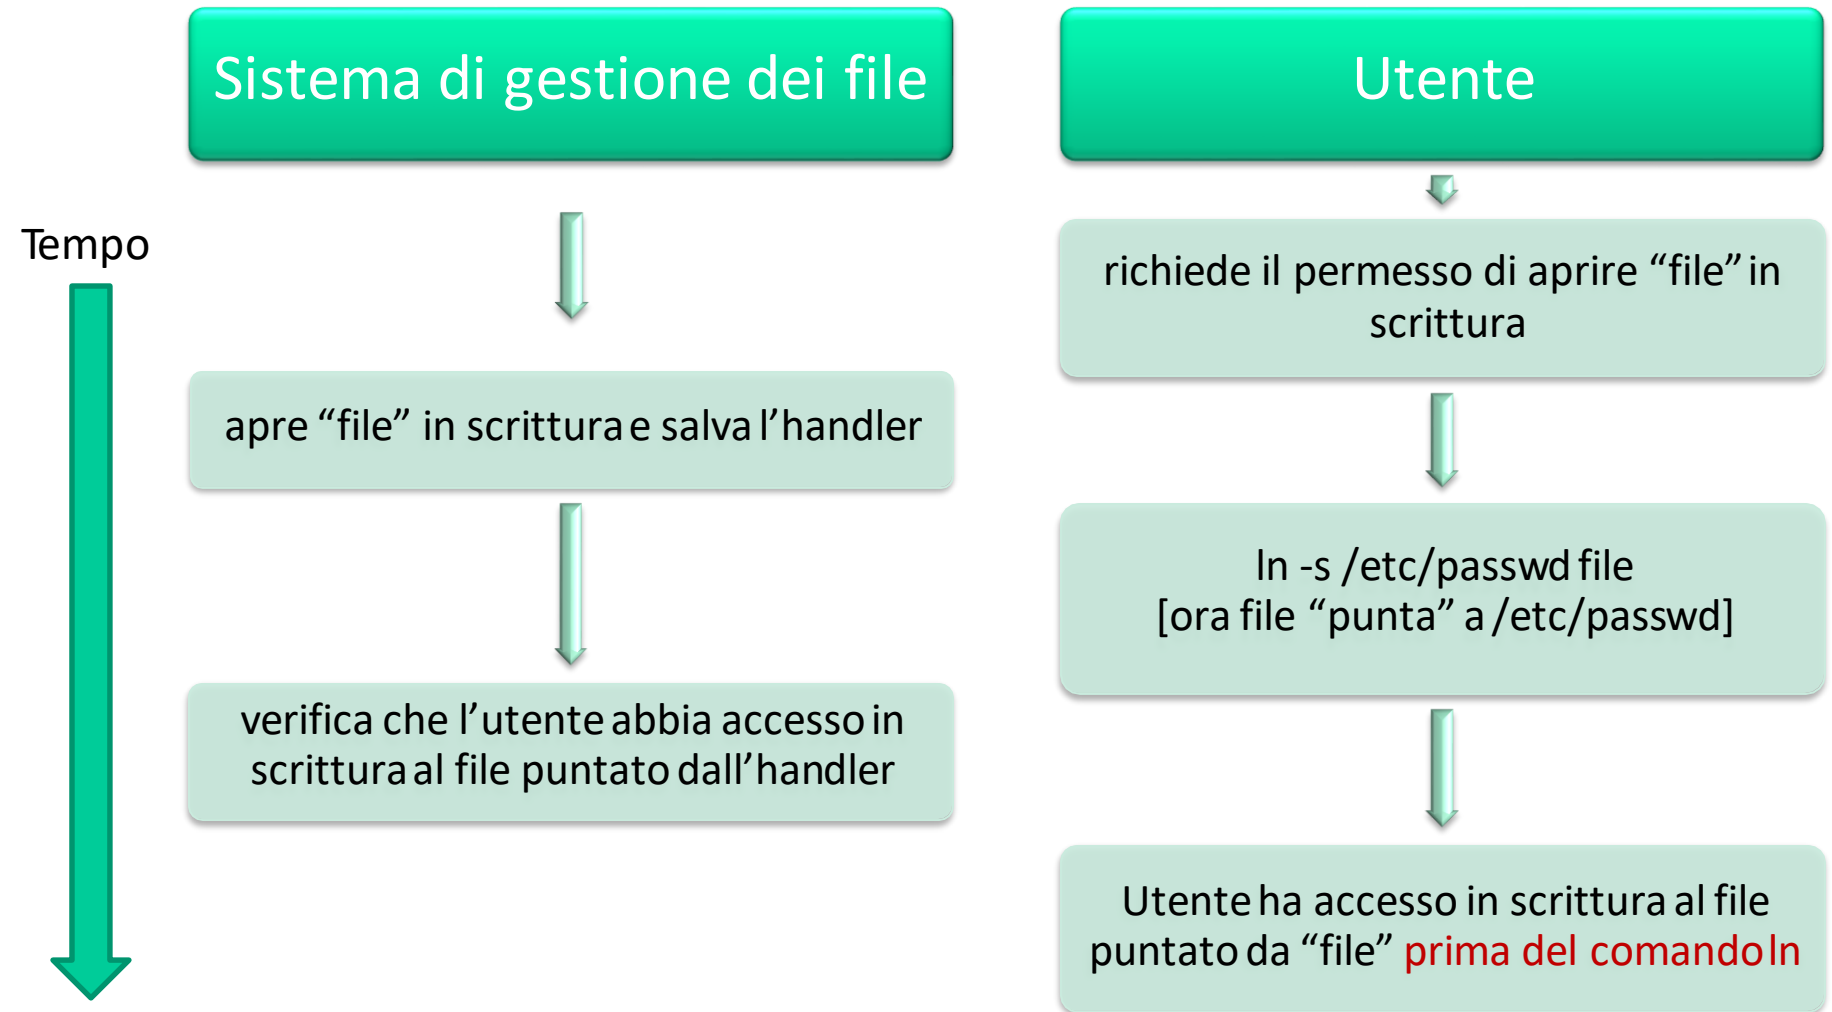 Sistema di gestione dei file
Utente
Tempo
richiede il permesso di aprire “file” in
scrittura
apre “file” in scrittura e salva l’handler
ln -s /etc/passwd file
[ora file “punta” a /etc/passwd]
verifica che l’utente abbia accesso in
scrittura al file puntato dall’handler
Utente ha accesso in scrittura al file
puntato da “file” prima del comando ln